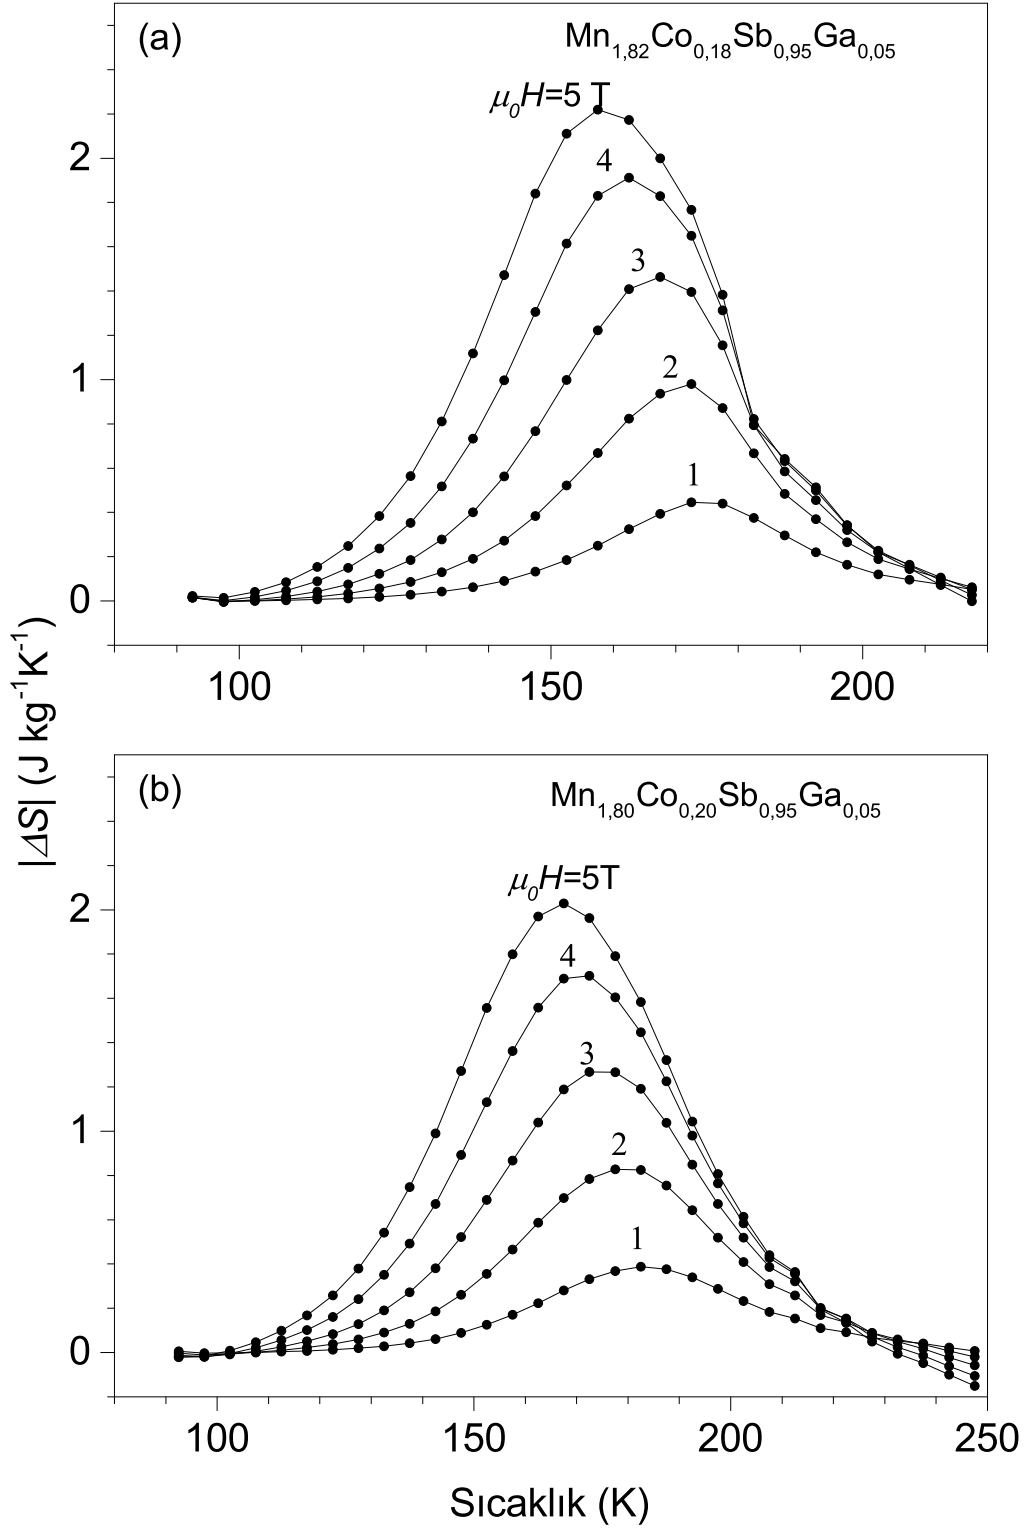 (a)
Mn1,82Co0,18Sb0,95Ga0,05
μ0H=5 T
4
3
2
1
2
1
0
100 150 200
|ΔS| (J kg-1K-1)
(b)
Mn1,80Co0,20Sb0,95Ga0,05
μ0H=5T
4
3
2
1
2
1
0
100 150 200 250
Sıcaklık (K)